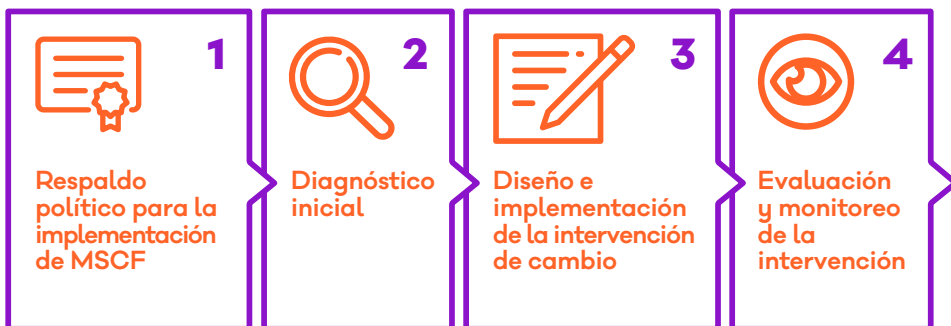 1
Respaldo
político para la
implementación
de MSCF
2
Diagnóstico
inicial
3
Diseño e
implementación
de la intervención
de cambio
4
Evaluación
y monitoreo
de la
intervención